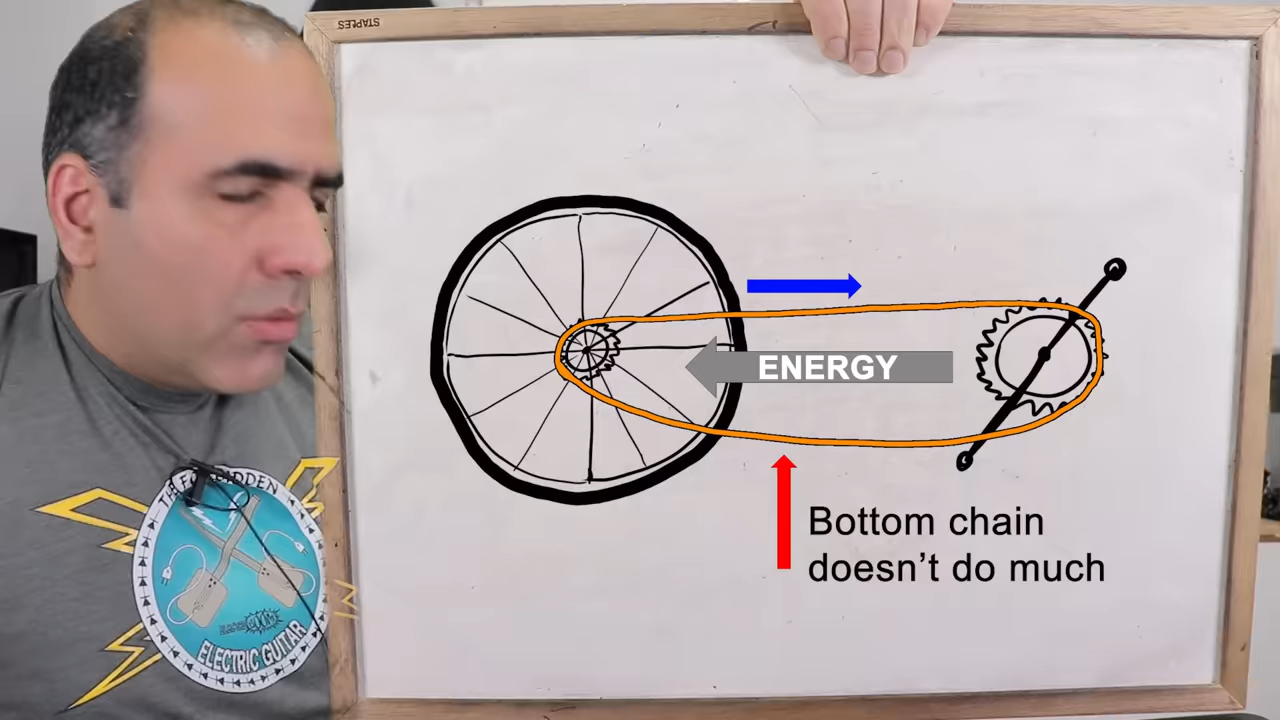 STAPLES
ENERGY
Bottom chain
doesn't do much
THE FORBIDDEN
ELECTRIC GUITAR